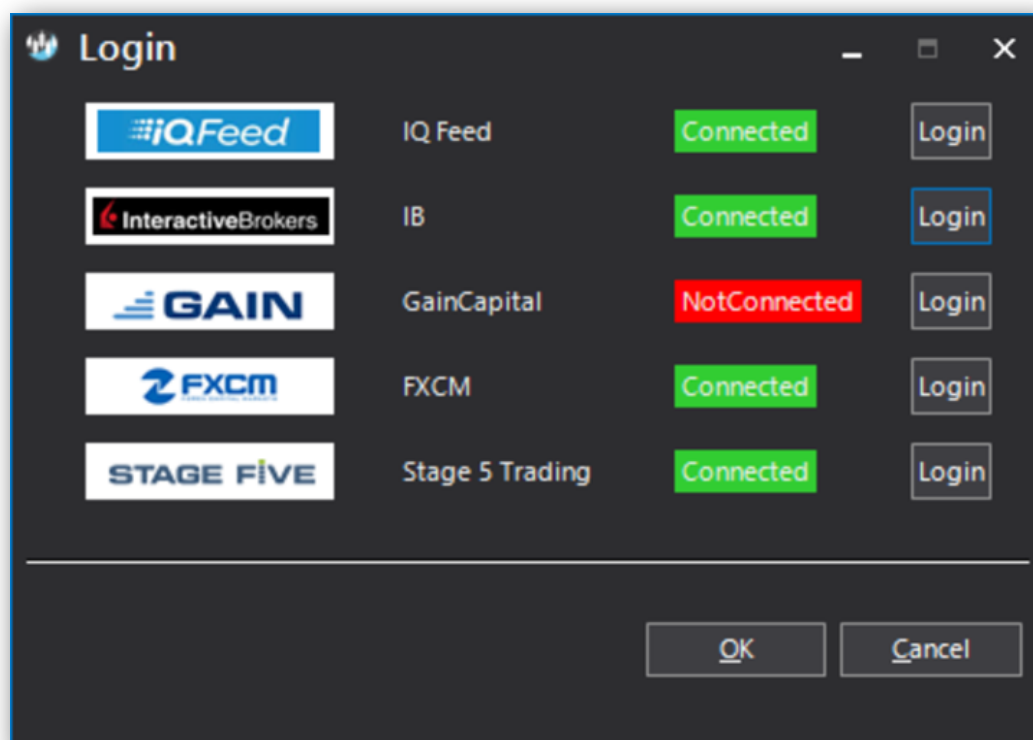 Login
iQFeed IQ Feed Connected Login
InteractiveBrokers IB Connected Login
GAIN GainCapital NotConnected Login
FXCM FXCM Connected Login
STAGE FIVE Stage 5 Trading Connected Login
OK Cancel